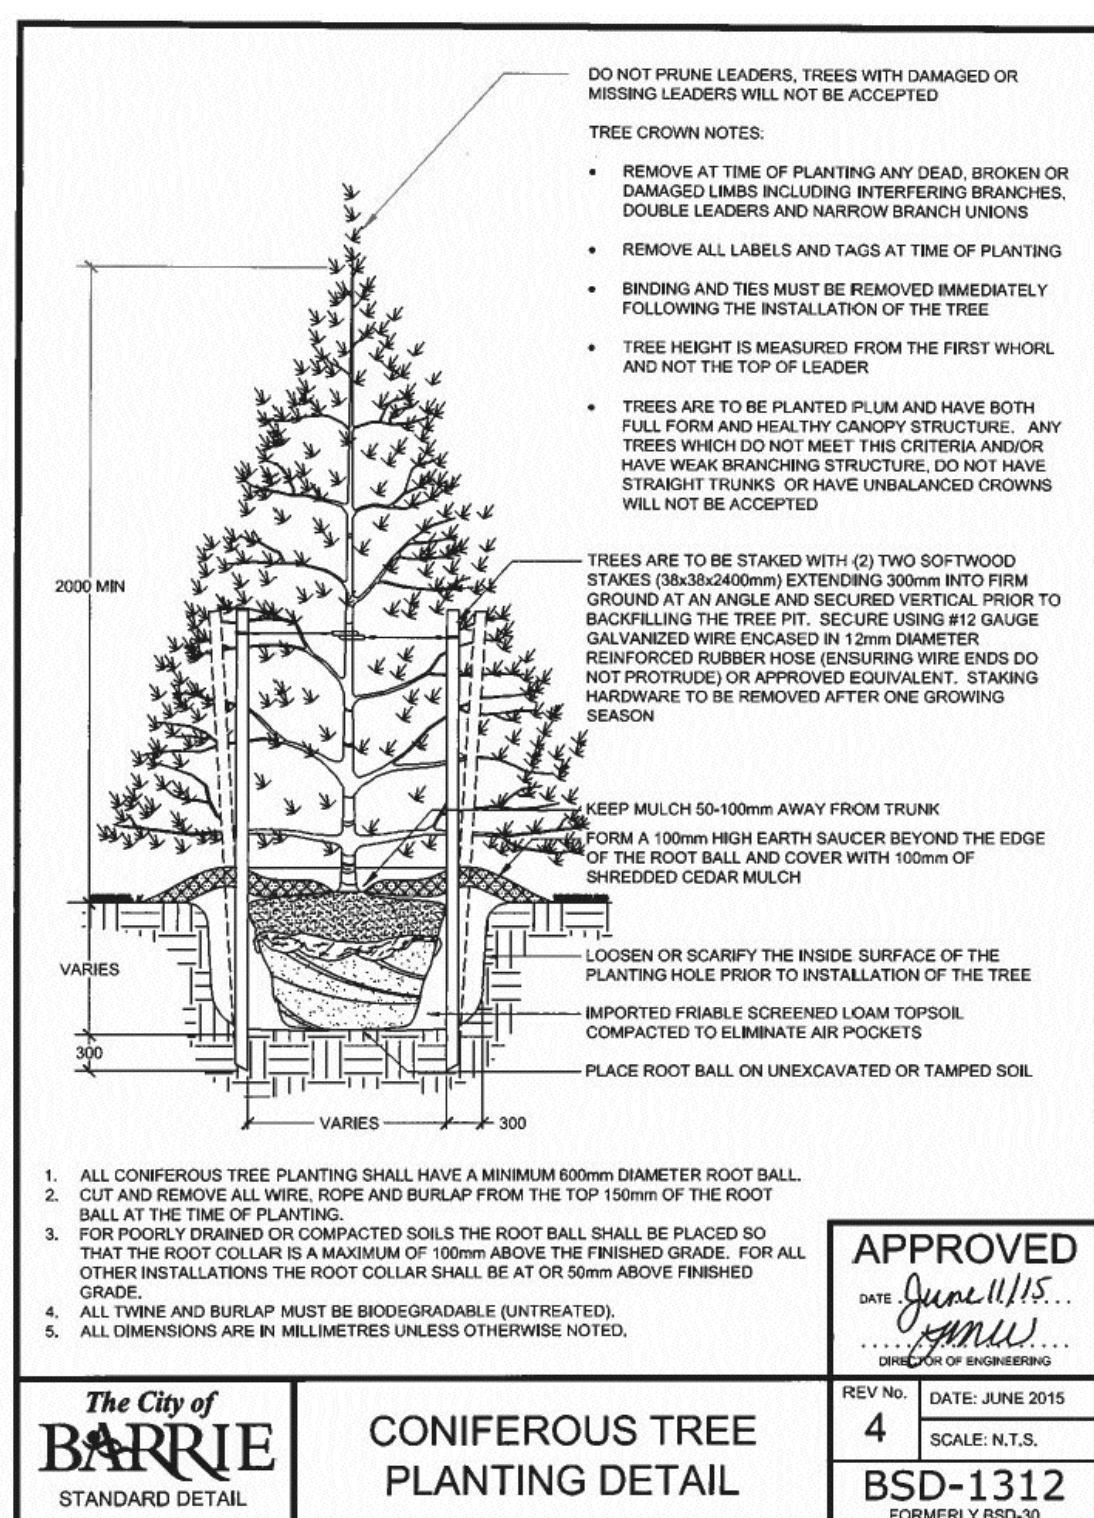 DO NOT PRUNE LEADERS, TREES WITH DAMAGED OR
MISSING LEADERS WILL NOT BE ACCEPTED
TREE CROWN NOTES:
• REMOVE AT TIME OF PLANTING ANY DEAD, BROKEN OR
DAMAGED LIMBS INCLUDING INTERFERING BRANCHES,
DOUBLE LEADERS AND NARROW BRANCH UNIONS
• REMOVE ALL LABELS AND TAGS AT TIME OF PLANTING
• BINDING AND TIES MUST BE REMOVED IMMEDIATELY
FOLLOWING THE INSTALLATION OF THE TREE
• TREE HEIGHT IS MEASURED FROM THE FIRST WHORL
AND NOT THE TOP OF LEADER
• TREES ARE TO BE PLANTED PLUM AND HAVE BOTH
FULL FORM AND HEALTHY CANOPY STRUCTURE. ANY
TREES WHICH DO NOT MEET THIS CRITERIA AND/OR
HAVE WEAK BRANCHING STRUCTURE, DO NOT HAVE
STRAIGHT TRUNKS OR HAVE UNBALANCED CROWNS
WILL NOT BE ACCEPTED
2000 MIN
TREES ARE TO BE STAKED WITH (2) TWO SOFTWOOD
STAKES (38x38x2400mm) EXTENDING 300mm INTO FIRM
GROUND AT AN ANGLE AND SECURED VERTICAL PRIOR TO
BACKFILLING THE TREE PIT. SECURE USING #12 GAUGE
GALVANIZED WIRE ENCASED IN 12mm DIAMETER
REINFORCED RUBBER HOSE (ENSURING WIRE ENDS DO
NOT PROTRUDE) OR APPROVED EQUIVALENT. STAKING
HARDWARE TO BE REMOVED AFTER ONE GROWING
SEASON
KEEP MULCH 50-100mm AWAY FROM TRUNK
FORM A 100mm HIGH EARTH SAUCER BEYOND THE EDGE
OF THE ROOT BALL AND COVER WITH 100mm OF
SHREDDED CEDAR MULCH
VARIES
LOOSEN OR SCARIFY THE INSIDE SURFACE OF THE
PLANTING HOLE PRIOR TO INSTALLATION OF THE TREE
IMPORTED FRIABLE SCREENED LOAM TOPSOIL
COMPACTED TO ELIMINATE AIR POCKETS
300
PLACE ROOT BALL ON UNEXCAVATED OR TAMPED SOIL
VARIES 300
1. ALL CONIFEROUS TREE PLANTING SHALL HAVE A MINIMUM 600mm DIAMETER ROOT BALL.
2. CUT AND REMOVE ALL WIRE, ROPE AND BURLAP FROM THE TOP 150mm OF THE ROOT
BALL AT THE TIME OF PLANTING.
3. FOR POORLY DRAINED OR COMPACTED SOILS THE ROOT BALL SHALL BE PLACED SO
THAT THE ROOT COLLAR IS A MAXIMUM OF 100mm ABOVE THE FINISHED GRADE. FOR ALL
OTHER INSTALLATIONS THE ROOT COLLAR SHALL BE AT OR 50mm ABOVE FINISHED
GRADE.
4. ALL TWINE AND BURLAP MUST BE BIODEGRADABLE (UNTREATED).
5. ALL DIMENSIONS ARE IN MILLIMETRES UNLESS OTHERWISE NOTED.
APPROVED
DATE June 11/15
DIRECTOR OF ENGINEERING
The City of
BARRIE
STANDARD DETAIL
CONIFEROUS TREE
PLANTING DETAIL
REV No.
4
DATE: JUNE 2015
SCALE: N.T.S.
BSD-1312
FORMERLY BSD-30